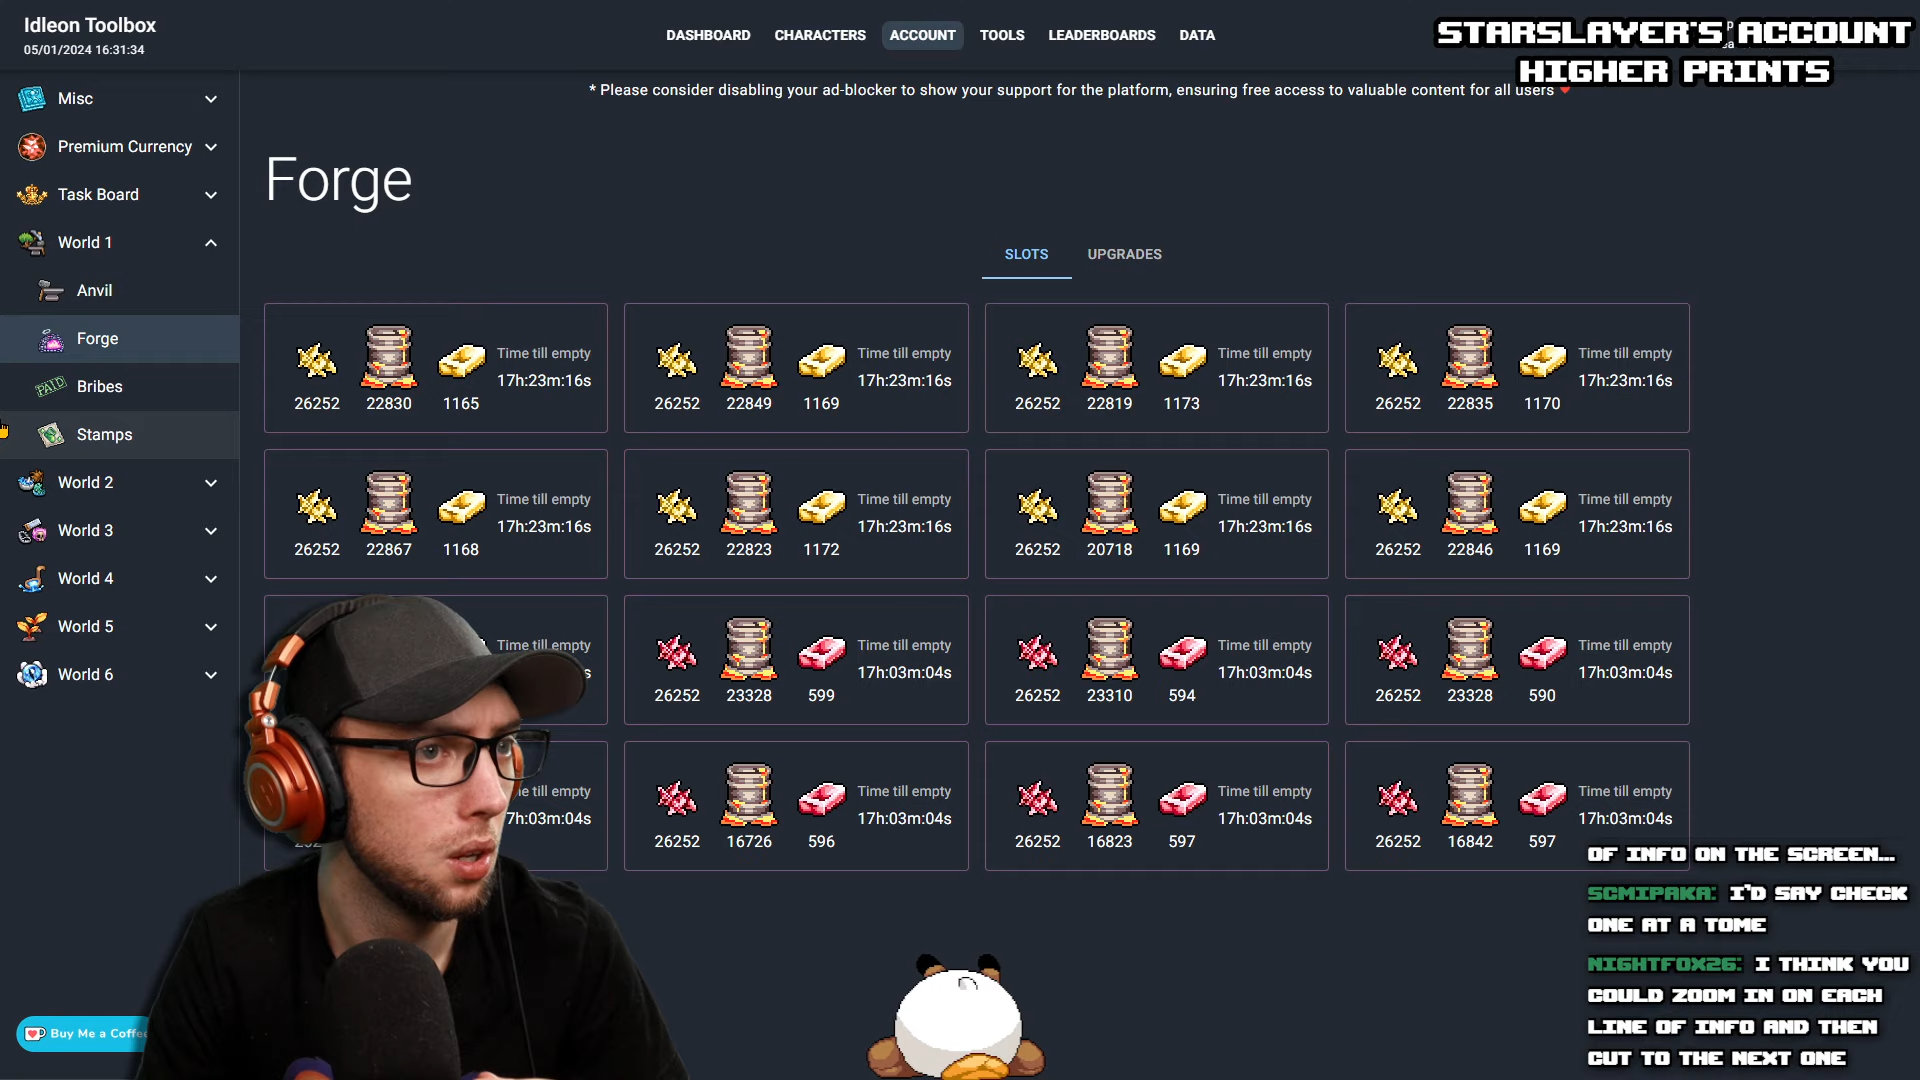 Idleon Toolbox
05/01/2024 16:31:34
DASHBOARD CHARACTERS ACCOUNT TOOLS LEADERBOARDS DATA
STARSLAYER'S ACCOUNT
HIGHER PRINTS
* Please consider disabling your ad-blocker to show your support for the platform, ensuring free access to valuable content for all users
Misc
Premium Currency
Task Board
World 1
Anvil
Forge
Bribes
PAID
Stamps
World 2
World 3
World 4
World 5
World 6
Buy Me a Coffe
Forge
SLOTS UPGRADES
Time till empty Time till empty Time till empty Time till empty
17h:23m:16s 17h:23m:16s 17h:23m:16s 17h:23m:16s
26252 22830 1165 26252 22849 1169 26252 22819 1173 26252 22835 1170
Time till empty Time till empty Time till empty Time till empty
17h:23m:16s 17h:23m:16s 17h:23m:16s 17h:23m:16s
26252 22867 1168 26252 22823 1172 26252 20718 1169 26252 22846 1169
Time till empty Time till empty Time till empty Time till empty
s 17h:03m:04s 17h:03m:04s 17h:03m:04s
26252 23328 599 26252 23310 594 26252 23328 590
e till empty Time till empty Time till empty Time till empty
7h:03m:04s 17h:03m:04s 17h:03m:04s 17h:03m:04s
26252 16726 596 26252 16823 597 26252 16842 597
OF INFO ON THE SCREEN...
SCMIPAKA: I'D SAY CHECK
ONE AT A TOME
NIGHTFOX26: I THINK YOU
COULD ZOOM IN ON EACH
LINE OF INFO AND THEN
CUT TO THE NEXT ONE